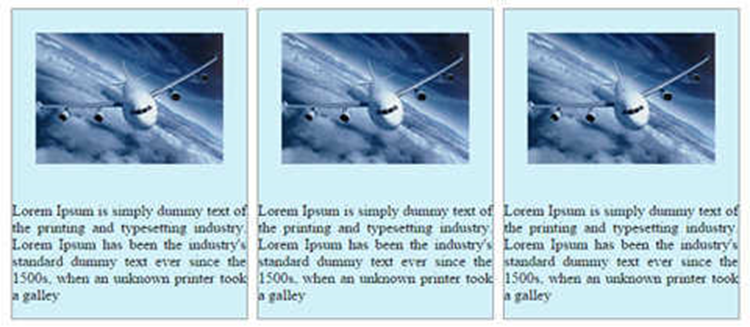 Lorem Ipsum is simply dummy text of
the printing and typesetting industry.
Lorem Ipsum has been the industry's
standard dummy text ever since the
1500s, when an unknown printer took
a galley
Lorem Ipsum is simply dummy text of
the printing and typesetting industry.
Lorem Ipsum has been the industry's
standard dummy text ever since the
1500s, when an unknown printer took
a galley
Lorem Ipsum is simply dummy text of
the printing and typesetting industry.
Lorem Ipsum has been the industry's
standard dummy text ever since the
1500s, when an unknown printer took
a galley